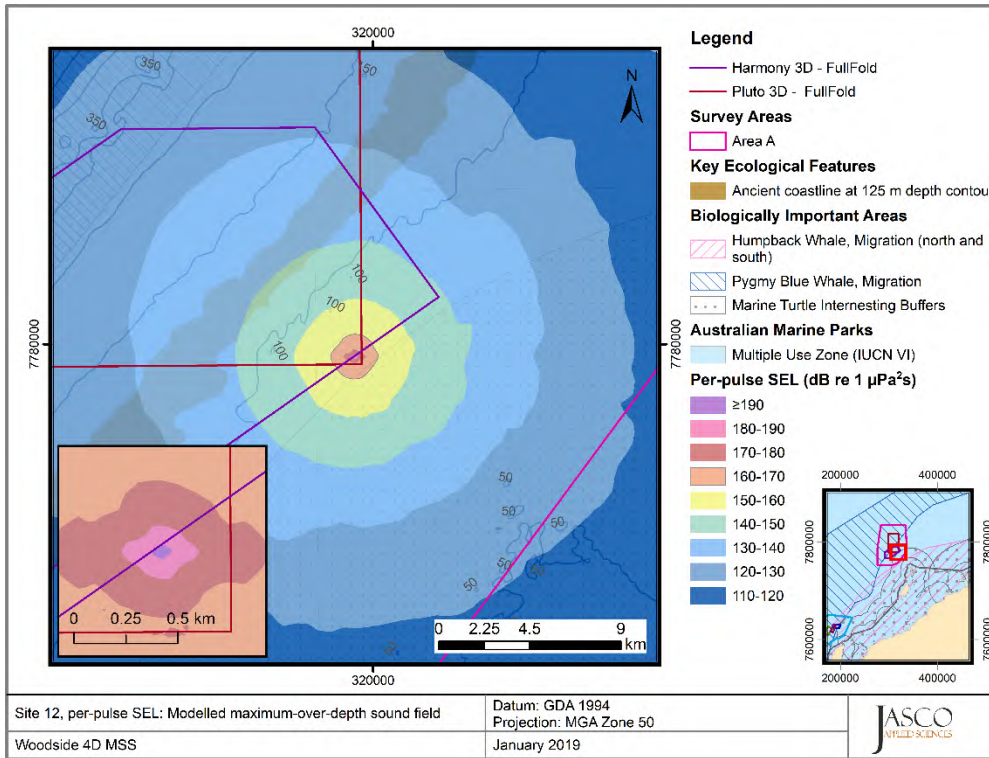 320000
N
350
350
150
100
100
100
7780000
7780000
50
50
50
50
50
50
0 0.25 0.5 km
0 2.25 4.5 9
km
320000
Legend
Harmony 3D - FullFold
Pluto 3D - FullFold
Survey Areas
Area A
Key Ecological Features
Ancient coastline at 125 m depth contour
Biologically Important Areas
Humpback Whale, Migration (north and
south)
Pygmy Blue Whale, Migration
Marine Turtle Internesting Buffers
Australian Marine Parks
Multiple Use Zone (IUCN VI)
Per-pulse SEL (dB re 1 µPa²s)
≥190
180-190
170-180
160-170
150-160
140-150
130-140
120-130
110-120
200000 400000
7800000
7800000
7600000
7600000
200000 400000
Site 12, per-pulse SEL: Modelled maximum-over-depth sound field
Woodside 4D MSS
Datum: GDA 1994
Projection: MGA Zone 50
January 2019
JASCO
APPLIED SCIENCES